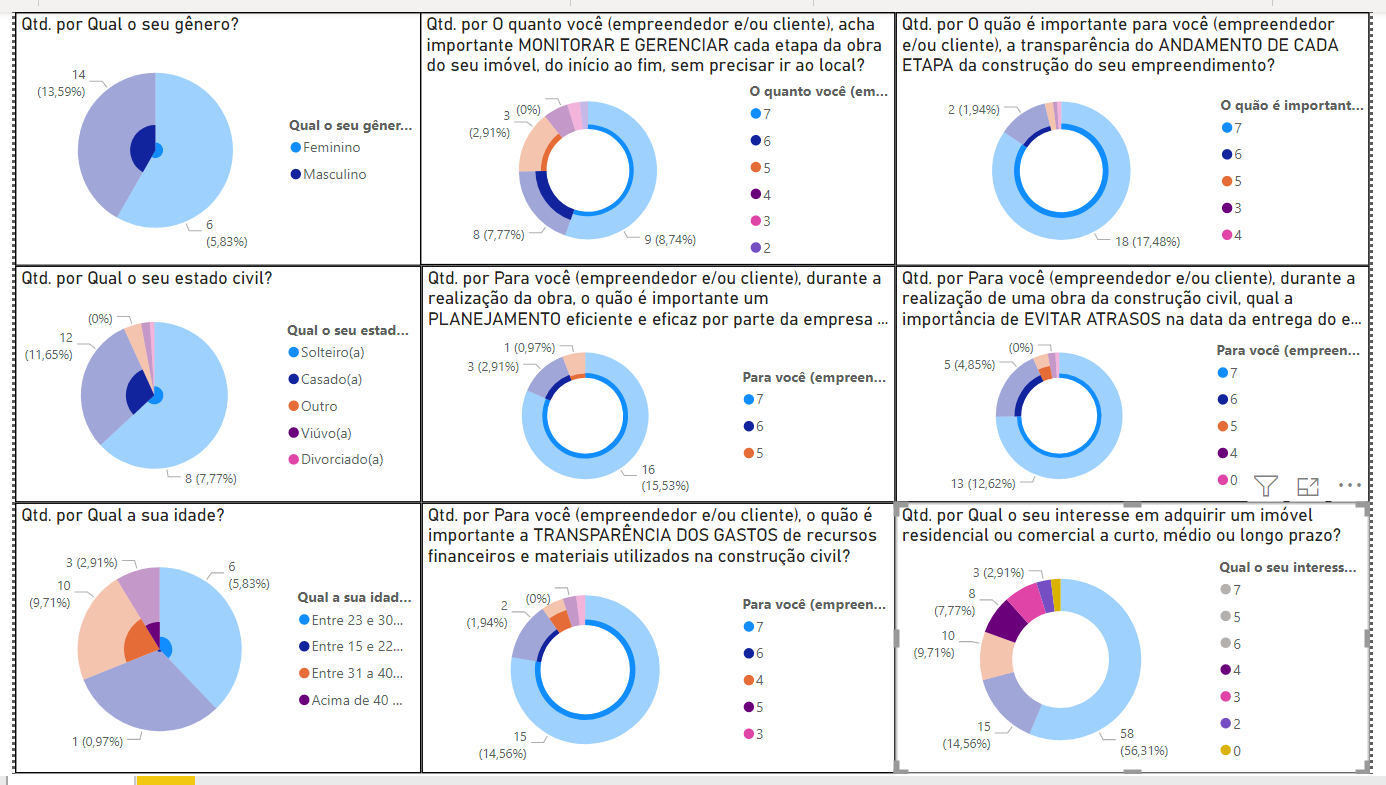 Qtd. por Qual o seu gênero?
14
(13,59%)
6
(5,83%)
Qual o seu gêner...
Feminino
Masculino
Qtd. por O quanto você (empreendedor e/ou cliente), acha
importante MONITORAR E GERENCIAR cada etapa da obra
do seu imóvel, do início ao fim, sem precisar ir ao local?
(0%)
3
(2,91%)
8 (7,77%)
9 (8,74%)
O quanto você (em...
7
6
5
4
3
2
Qtd. por O quão é importante para você (empreendedor
e/ou cliente), a transparência do ANDAMENTO DE CADA
ETAPA da construção do seu empreendimento?
2 (1,94%)
18 (17,48%)
O quão é important...
7
6
5
3
4
Qtd. por Qual o seu estado civil?
(0%)
12
(11,65%)
8 (7,77%)
Qual o seu estad...
Solteiro(a)
Casado(a)
Outro
Viúvo(a)
Divorciado(a)
Qtd. por Para você (empreendedor e/ou cliente), durante a
realização da obra, o quão é importante um
PLANEJAMENTO eficiente e eficaz por parte da empresa ...
1 (0,97%)
3 (2,91%)
16
(15,53%)
Para você (empreen...
7
6
5
Qtd. por Para você (empreendedor e/ou cliente), durante a
realização de uma obra da construção civil, qual a
importância de EVITAR ATRASOS na data da entrega do e...
(0%)
5 (4,85%)
13 (12,62%)
Para você (empreen...
7
6
5
4
0
Qtd. por Qual a sua idade?
3 (2,91%)
10
(9,71%)
6
(5,83%)
1 (0,97%)
Qual a sua idad...
Entre 23 e 30...
Entre 15 e 22...
Entre 31 a 40...
Acima de 40 ...
Qtd. por Para você (empreendedor e/ou cliente), o quão é
importante a TRANSPARÊNCIA DOS GASTOS de recursos
financeiros e materiais utilizados na construção civil?
(0%)
2
(1,94%)
15
(14,56%)
Para você (empreen...
7
6
4
5
3
Qtd. por Qual o seu interesse em adquirir um imóvel
residencial ou comercial a curto, médio ou longo prazo?
3 (2,91%)
8
(7,77%)
10
(9,71%)
15
(14,56%)
58
(56,31%)
Qual o seu interess...
7
5
6
4
3
2
0